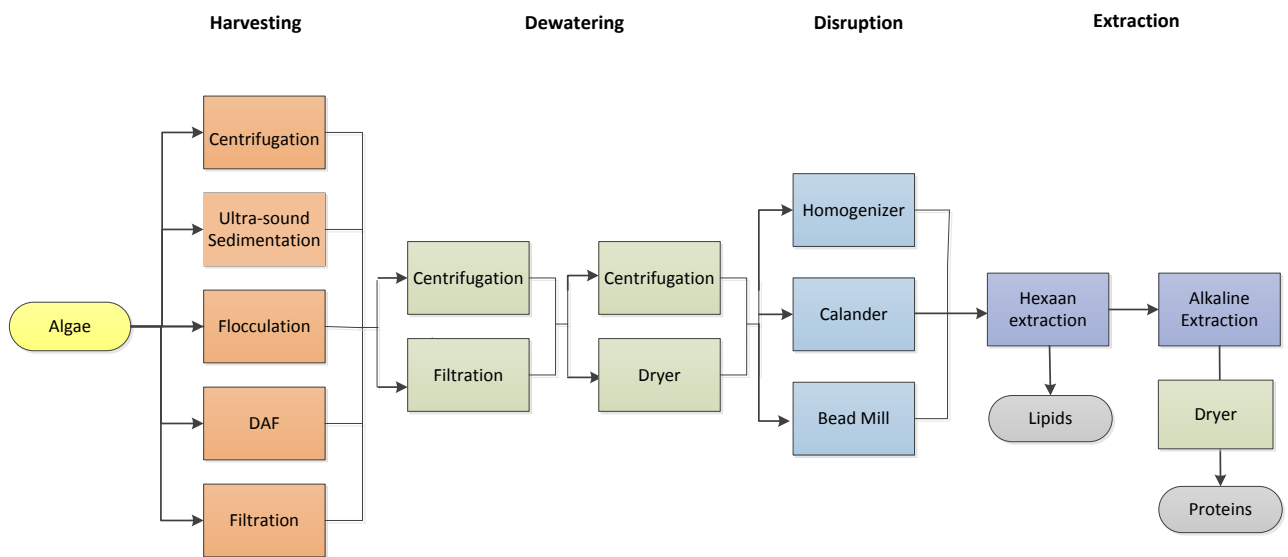 Harvesting
Dewatering
Disruption
Extraction
Centrifugation
Ultra-sound
Sedimentation
Flocculation
DAF
Filtration
Algae
Centrifugation
Filtration
Centrifugation
Dryer
Homogenizer
Calander
Bead Mill
Hexaan
extraction
Lipids
Alkaline
Extraction
Dryer
Proteins